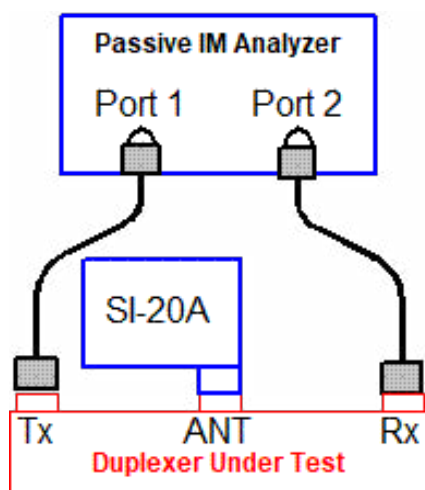 Passive IM Analyzer
Port 1 Port 2
SI-20A
Tx ANT Rx
Duplexer Under Test